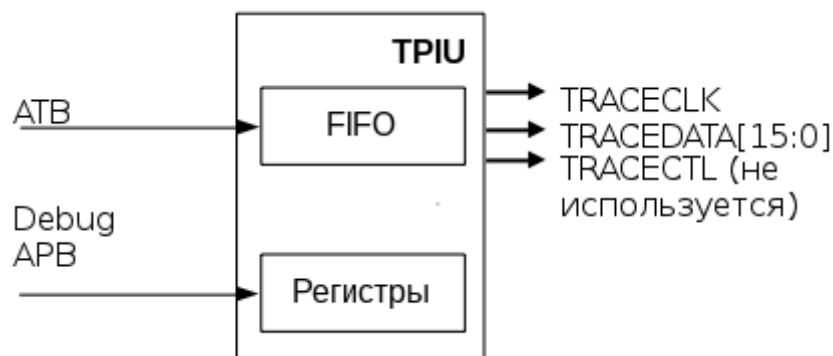 TPIU
ATB
FIFO
TRACECLK
TRACEDATA[15:0]
TRACECTL (не
используется)
Debug
APB
Регистры